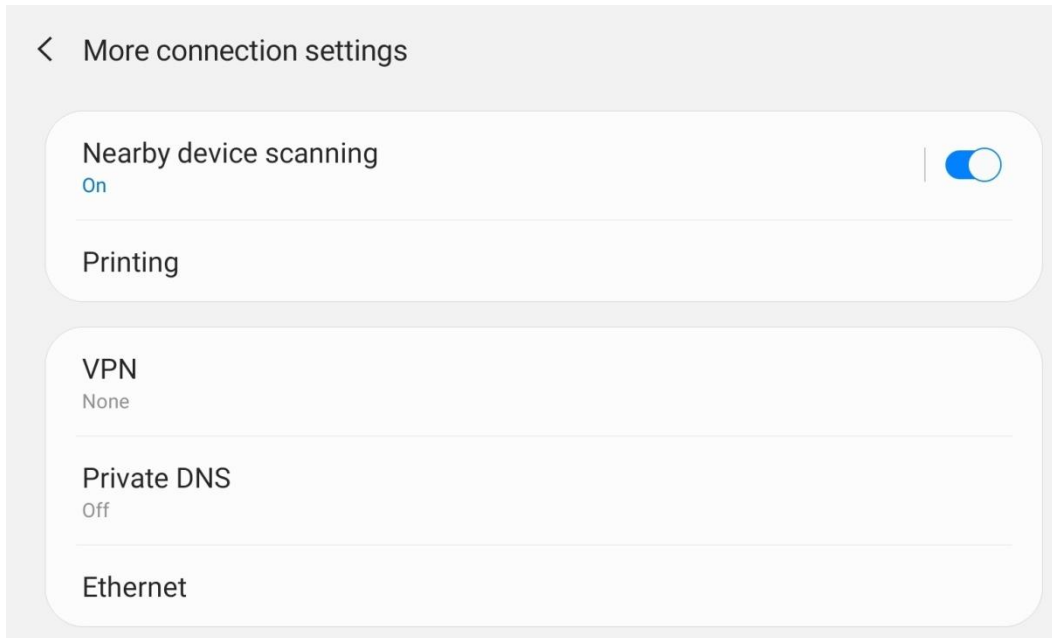 More connection settings
Nearby device scanning
On
Printing
VPN
None
Private DNS
Off
Ethernet